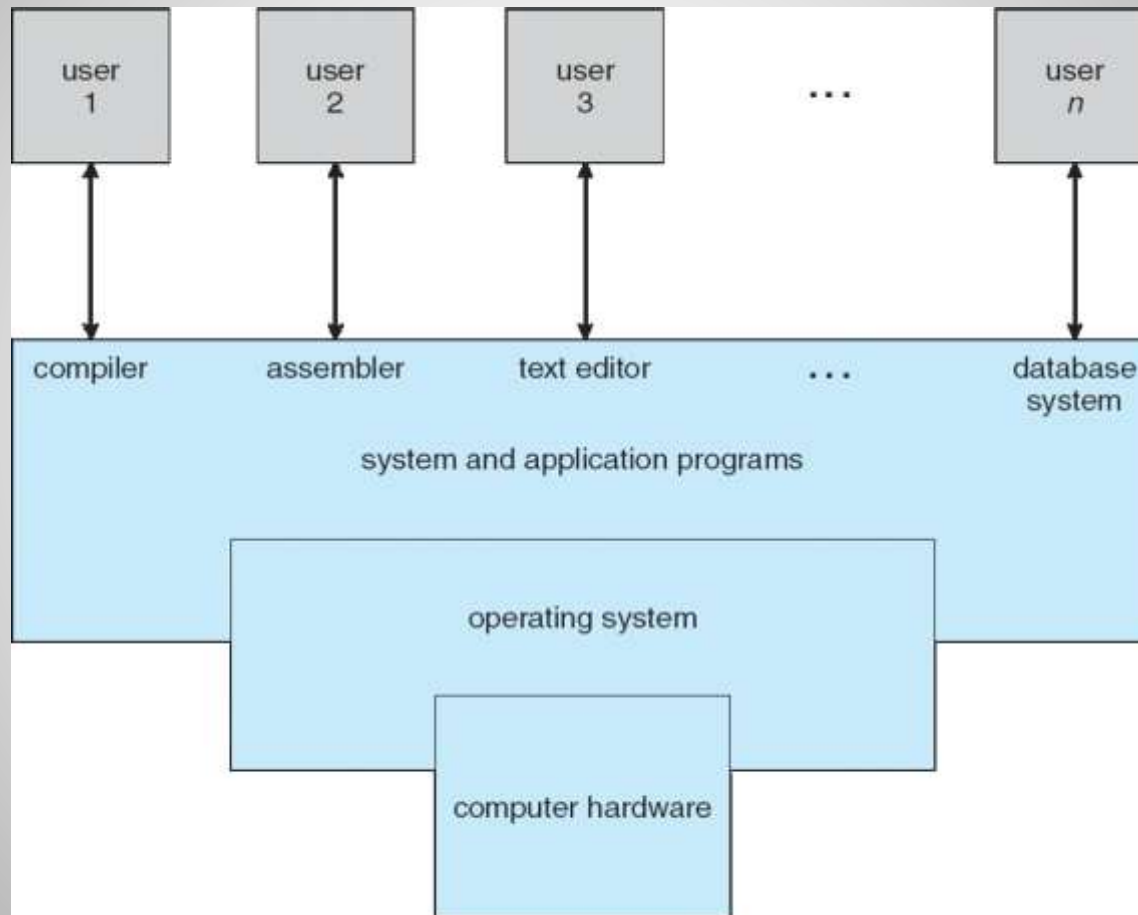 user
1
user
2
user
3
...
user
n
compiler
assembler
text editor
...
database
system
system and application programs
operating system
computer hardware